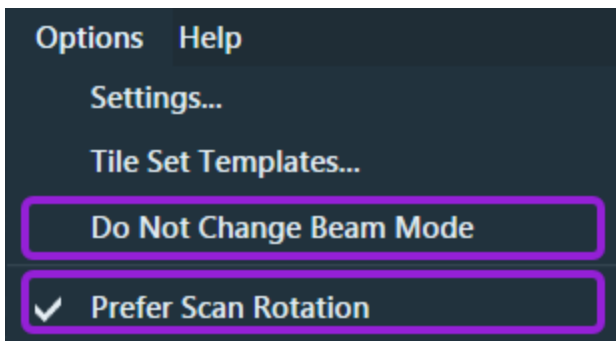 Options Help
Settings...
Tile Set Templates...
Do Not Change Beam Mode
Prefer Scan Rotation